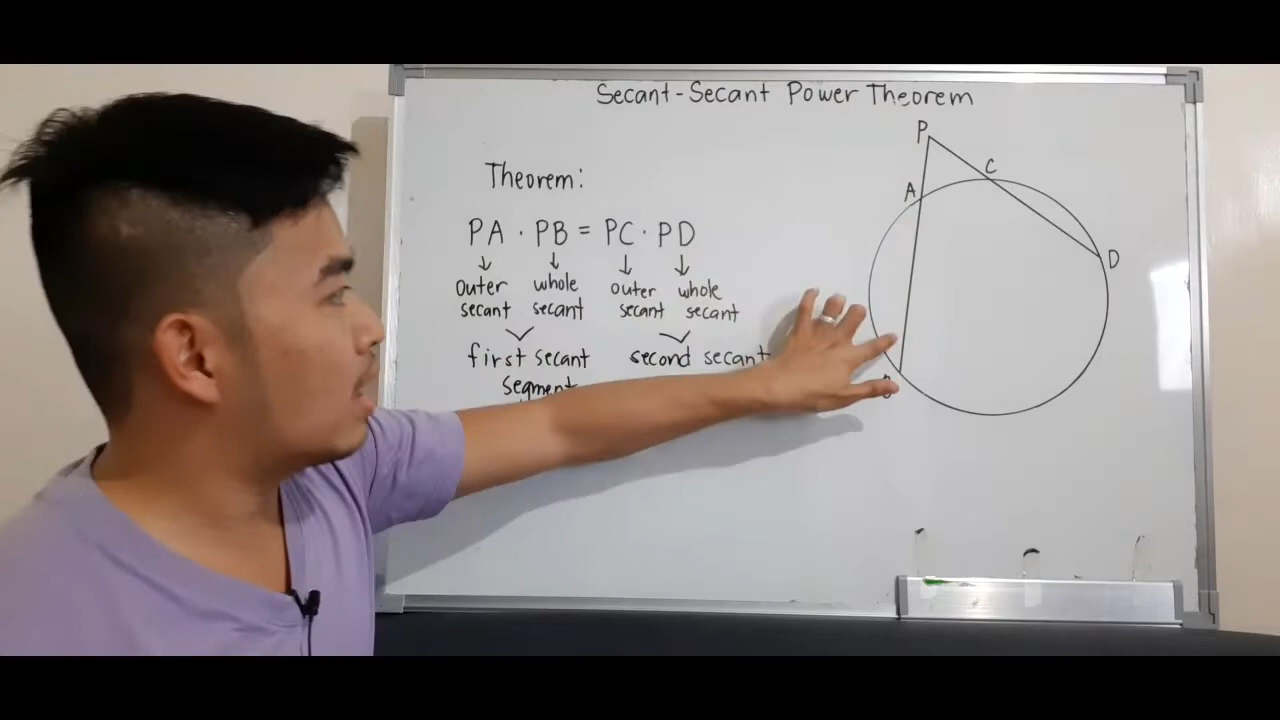 Secant-Secant Power Theorem
Theorem:
PA · PB = PC · PD
outer whole outer whole
secant secant secant secant
first secant second secant
segment
P
C
A
D